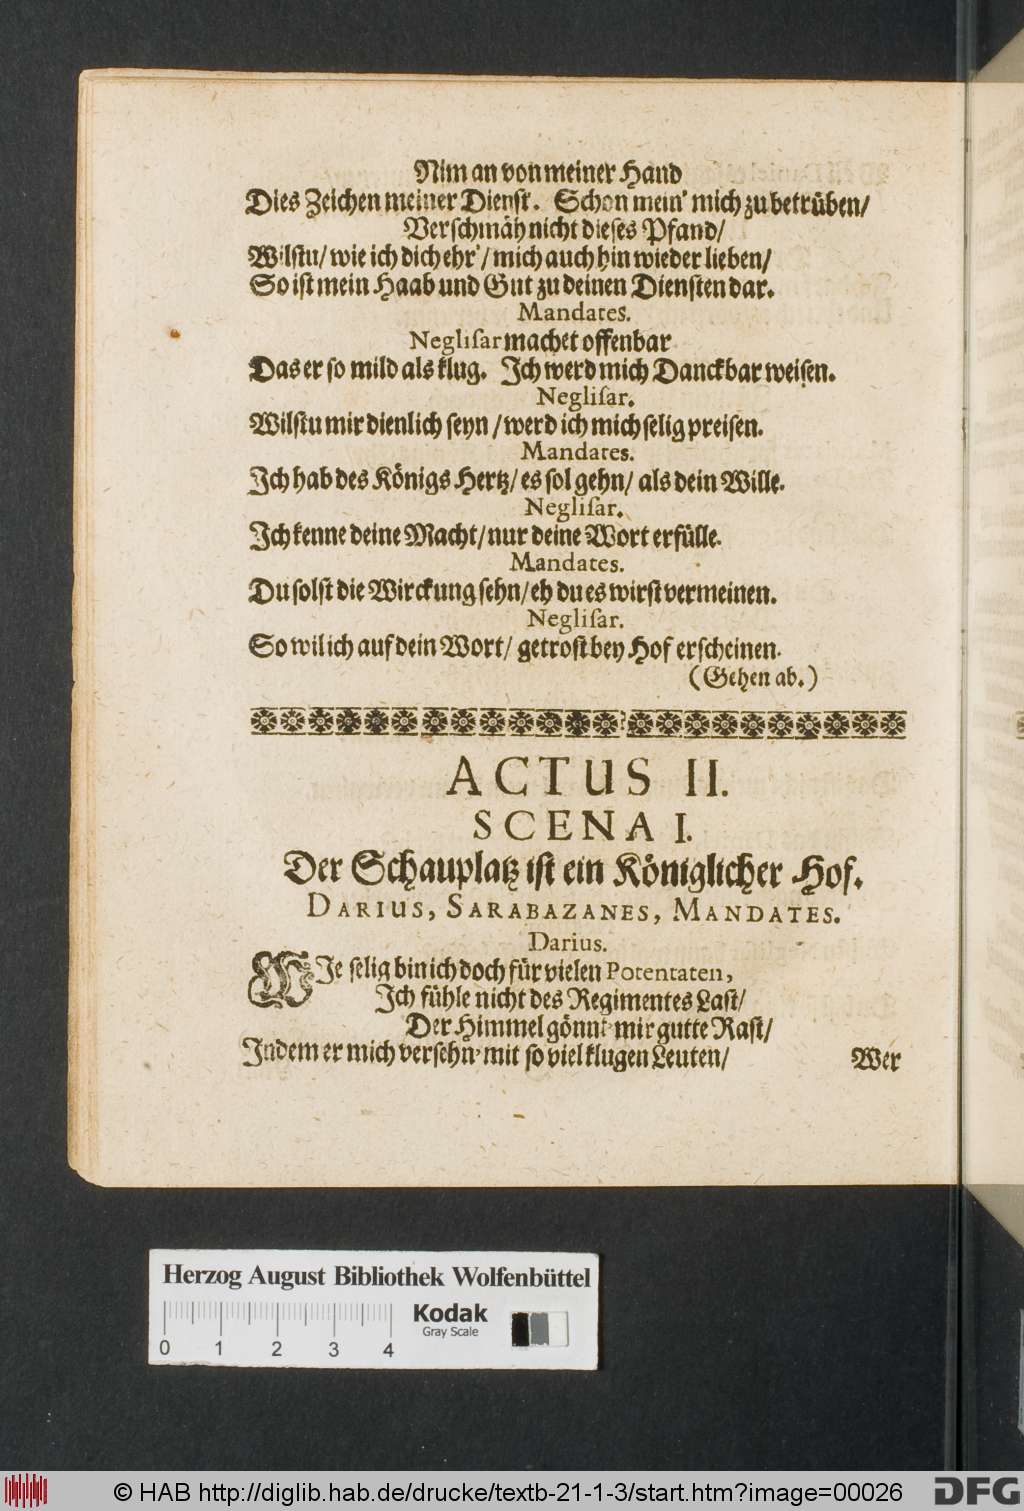 Nim an von meiner Hand
Dies Zeichen meiner Dienst. Schon mein' mich zu betrüben/
Verschmäh nicht dieses Pfand/
Wilstu/ wie ich dich ehr'/ mich auch hin wieder lieben/
So ist mein Haab und Gut zu deinen Diensten dar.
Mandates.
Negliſar machet offenbar
Das er so mild als klug. Ich werd mich Danckbar weisen.
Negliſar.
Wilstu mir dienlich seyn / werd ich mich selig preisen.
Mandates.
Ich hab des Königs Hertz/ es sol gehn/ als dein Wille.
Negliſar.
Ich kenne deine Macht/ nur deine Wort erfülle.
Mandates.
Du solst die Wirckung sehn/ eh du es wirst vermeinen.
Negliſar.
So wil ich auf dein Wort/ getrost bey Hof erscheinen.
(Gehen ab.)
ACTUS II.
SCENA I.
Der Schauplatz ist ein Königlicher Hof.
DARIUS, SARABAZANES, MANDATES.
Darius.
WIe selig bin ich doch für vielen Potentaten,
Ich fühle nicht des Regimentes Last/
Der Himmel gönnt mir gutte Rast/
Indem er mich versehn' mit so viel klugen Leuten/
Wer
Herzog August Bibliothek Wolfenbüttel
Kodak
Gray Scale
0 1 2 3 4
© HAB http://diglib.hab.de/drucke/textb-21-1-3/start.htm?image=00026
DFG